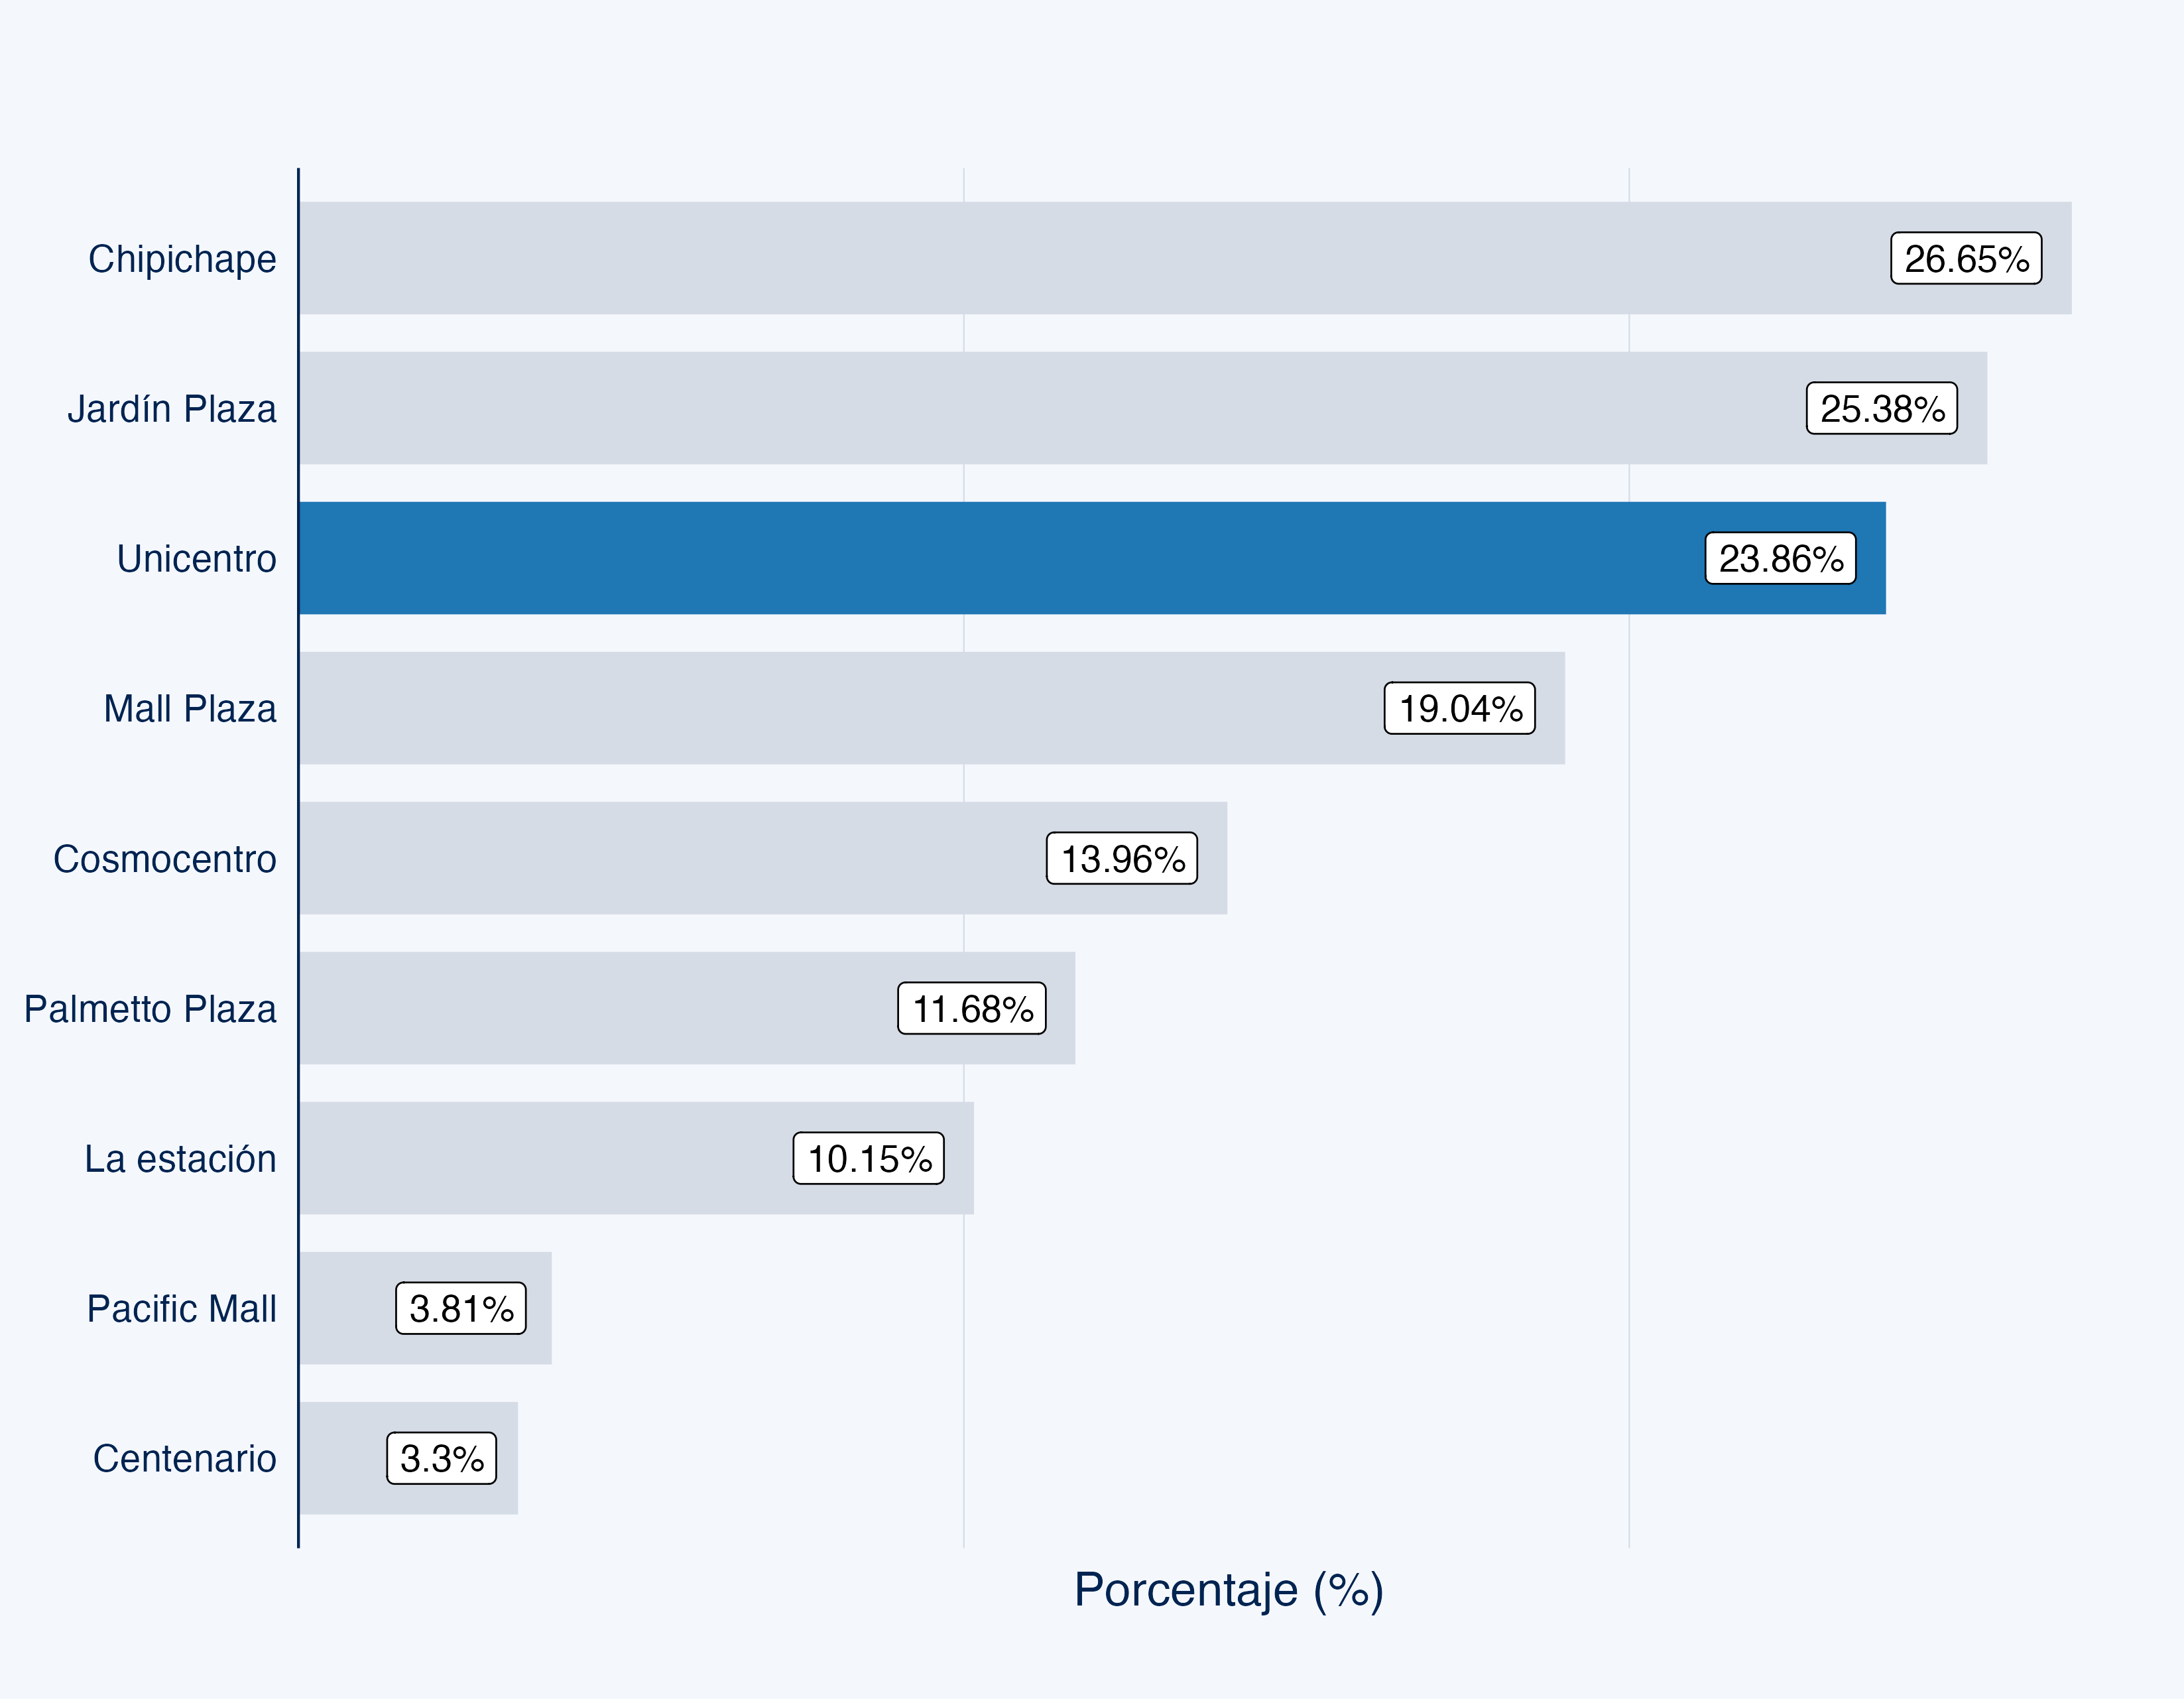 Chipichape 26.65%
Jardín Plaza 25.38%
Unicentro 23.86%
Mall Plaza 19.04%
Cosmocentro 13.96%
Palmetto Plaza 11.68%
La estación 10.15%
Pacific Mall 3.81%
Centenario 3.3%
Porcentaje (%)